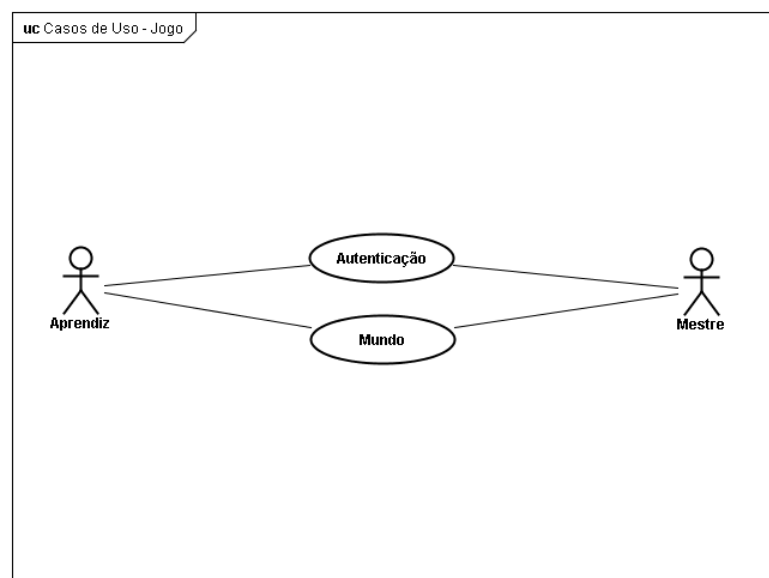 uc Casos de Uso - Jogo
Autenticação
Aprendiz
Mestre
Mundo